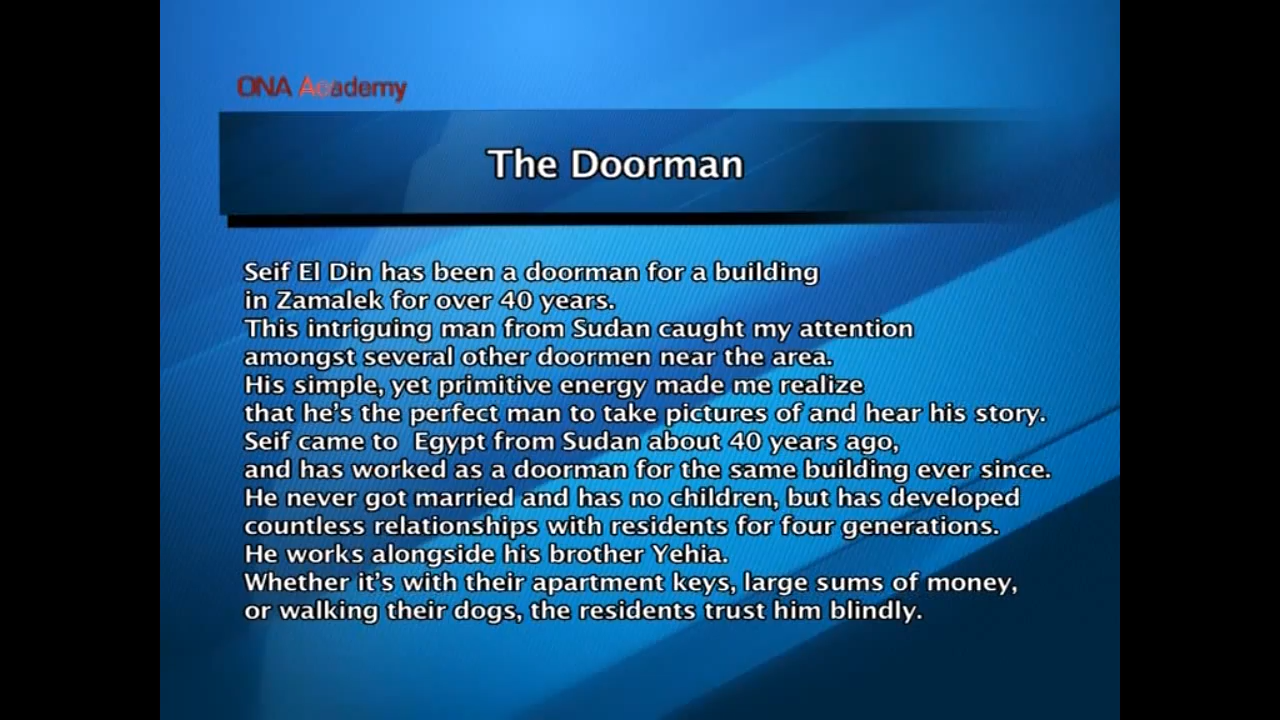 ONA Academy
The Doorman
Seif El Din has been a doorman for a building
in Zamalek for over 40 years.
This intriguing man from Sudan caught my attention
amongst several other doormen near the area.
His simple, yet primitive energy made me realize
that he’s the perfect man to take pictures of and hear his story.
Seif came to  Egypt from Sudan about 40 years ago,
and has worked as a doorman for the same building ever since.
He never got married and has no children, but has developed
countless relationships with residents for four generations.
He works alongside his brother Yehia.
Whether it’s with their apartment keys, large sums of money,
or walking their dogs, the residents trust him blindly.